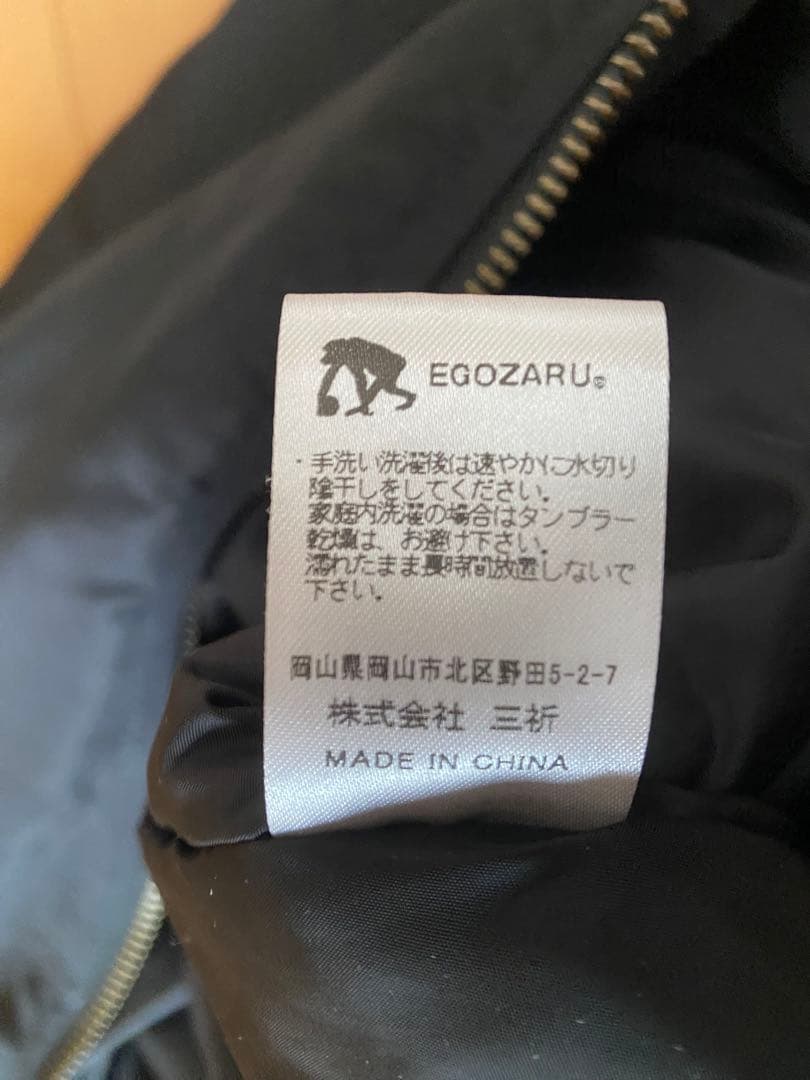 EGOZARU®
・手洗い洗濯後は速やかに水切り
陰干しをしてください。
家庭内洗濯の場合はタンブラー
乾燥は、お避け下さい。
濡れたまま長時間放置しないで
下さい。
岡山県岡山市北区野田5-2-7
株式会社 三祈
MADE IN CHINA